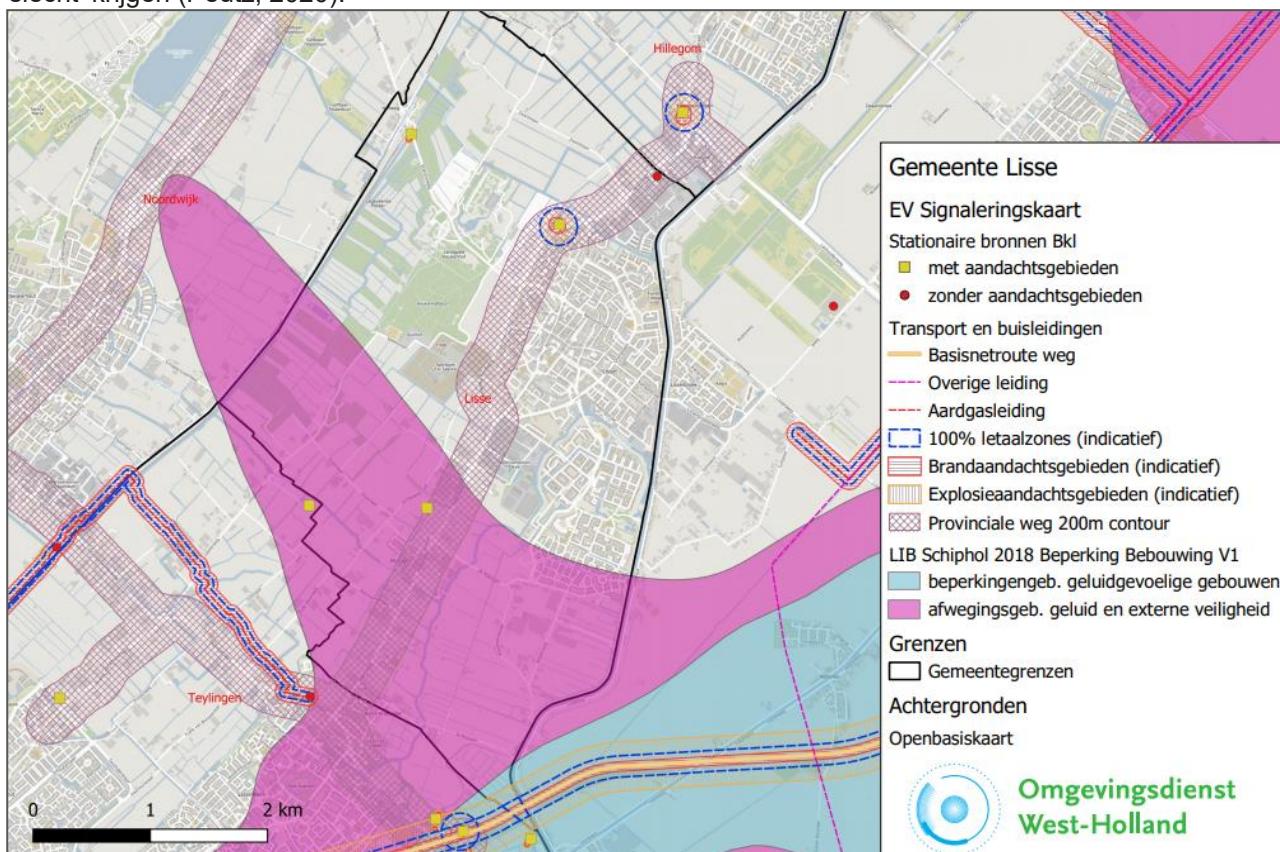 Hillegom
Noordwijk
Lisse
Teylingen
0 1 2 km
Gemeente Lisse
EV Signaleringskaart
Stationaire bronnen Bkl
met aandachtsgebieden
zonder aandachtsgebieden
Transport en buisleidingen
Basisnetroute weg
Overige leiding
Aardgasleiding
100% letaalzones (indicatief)
Brandaandachtsgebieden (indicatief)
Explosieaandachtsgebieden (indicatief)
Provinciale weg 200m contour
LIB Schiphol 2018 Beperking Bebouwing V1
beperkingengeb. geluidgevoelige gebouwen
afwegingsgeb. geluid en externe veiligheid
Grenzen
Gemeentegrenzen
Achtergronden
Openbasiskaart
Omgevingsdienst
West-Holland